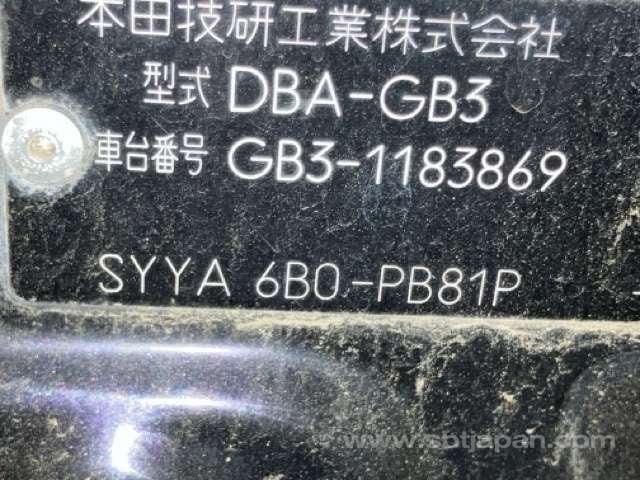 本田技研工業株式会社
型式 DBA-GB3
車台番号 GB3-1183869
SYYA 6B0-PB81P
www.sbtjapan.com